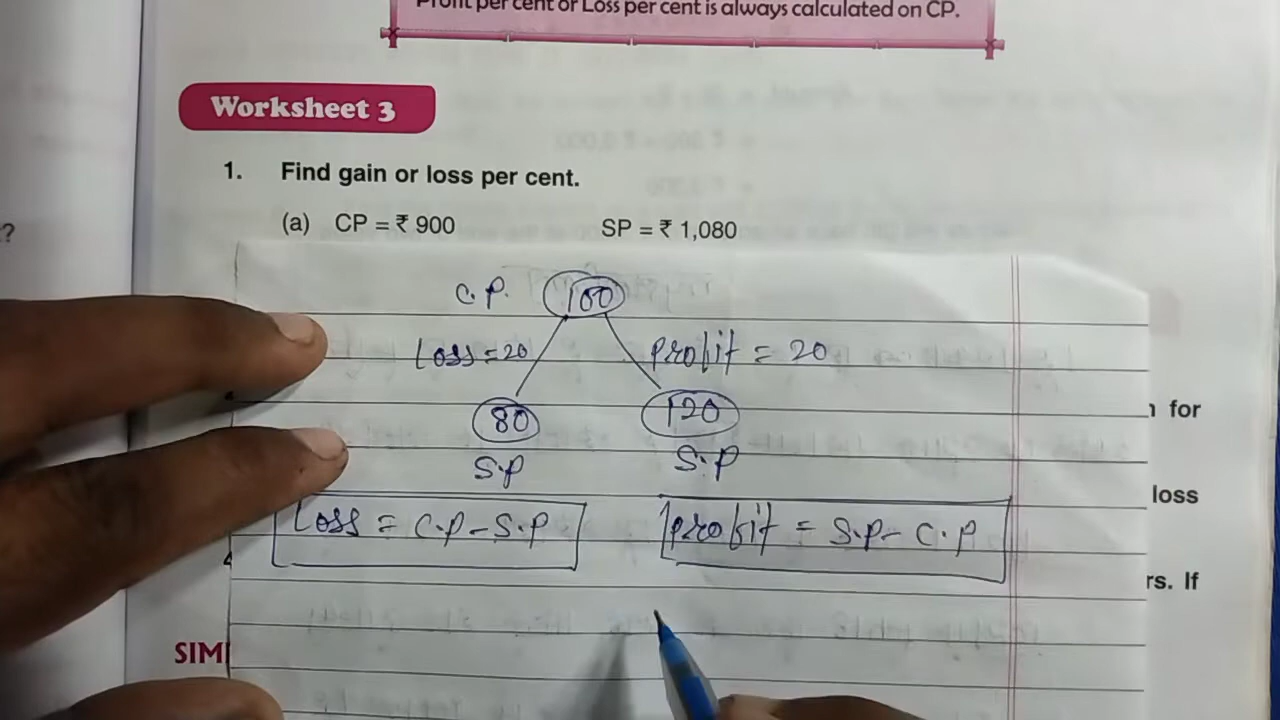 Profit per cent or Loss per cent is always calculated on CP.
Worksheet 3
1. Find gain or loss per cent.
(a) CP = ₹ 900 SP = ₹ 1,080
?
C.P. 100
Loss = 20 Profit = 20
80 120
for
S.P S.P
loss
Loss = C.P - S.P Profit = S.P - C.P
rs. If
SIM